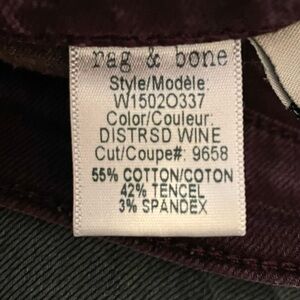 rag & bone
Style/Modèle:
W1502O337
Color/Couleur:
DISTRSD WINE
Cut/Coupe#: 9658
55% COTTON/COTON
42% TENCEL
3% SPANDEX